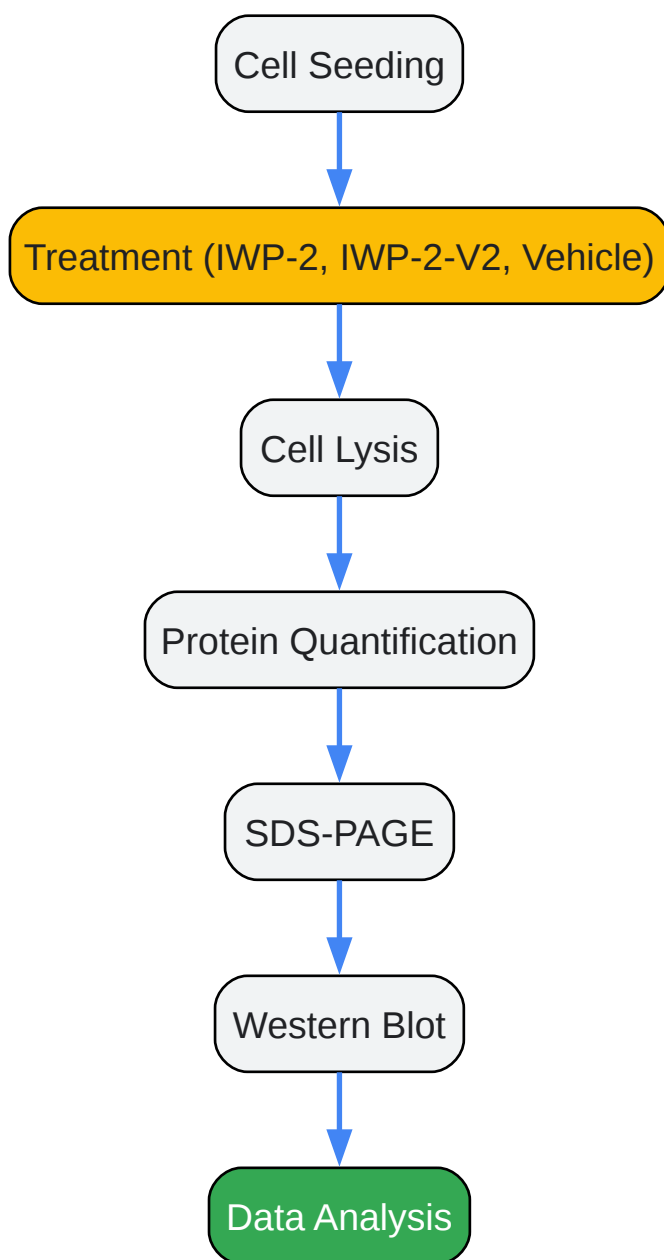 Cell Seeding
Treatment (IWP-2, IWP-2-V2, Vehicle)
Cell Lysis
Protein Quantification
SDS-PAGE
Western Blot
Data Analysis